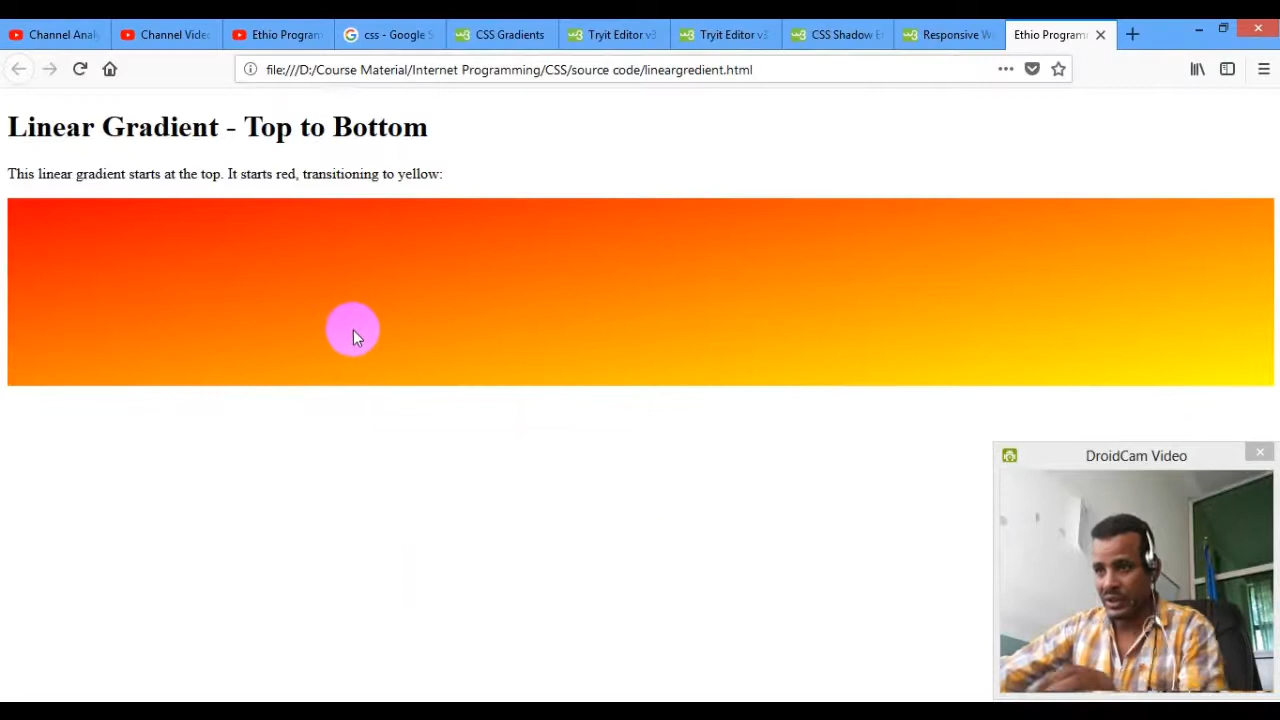 Channel Anal
Channel Videc
Ethio Program
css - Google S
CSS Gradients
Tryit Editor v3
Tryit Editor v3
CSS Shadow E
Responsive W
Ethio Program
file:///D:/Course Material/Internet Programming/CSS/source code/lineargredient.html
Linear Gradient - Top to Bottom
This linear gradient starts at the top. It starts red, transitioning to yellow:
DroidCam Video